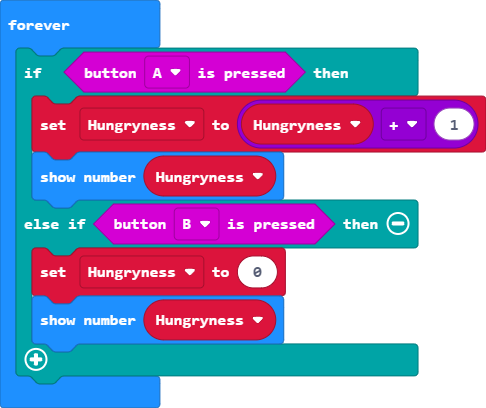 forever
if button A ▼ is pressed then
set Hungryness ▼ to Hungryness ▼ + ▼ 1
show number Hungryness ▼
else if button B ▼ is pressed then
set Hungryness ▼ to 0
show number Hungryness ▼